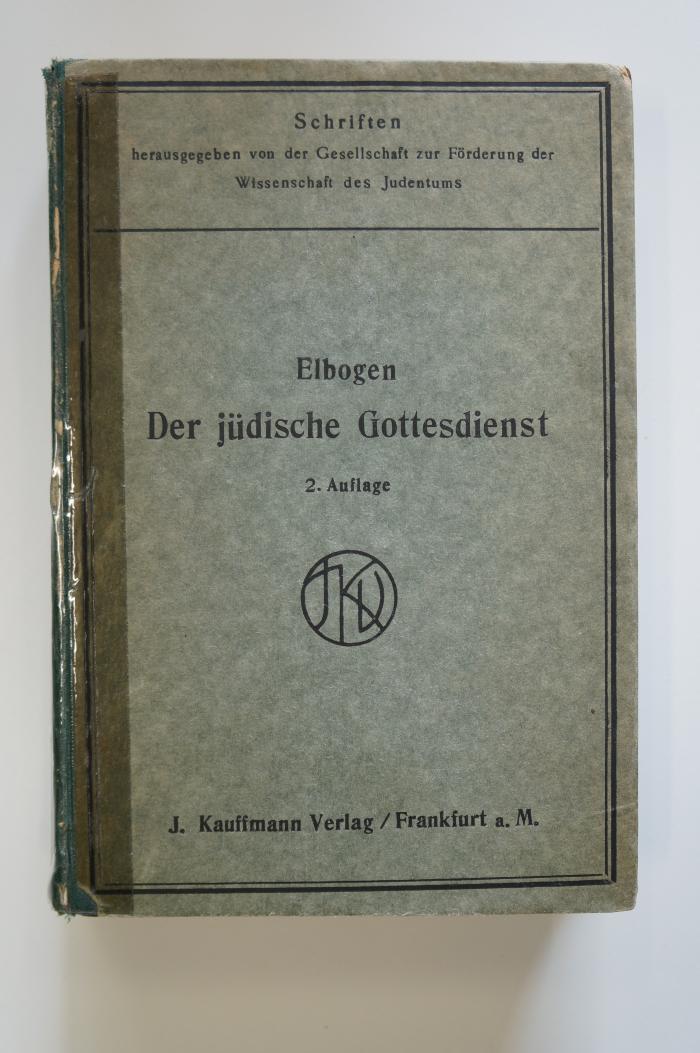 Schriften
herausgegeben von der Gesellschaft zur Förderung der
Wissenschaft des Judentums
Elbogen
Der jüdische Gottesdienst
2. Auflage
JKV
J. Kauffmann Verlag / Frankfurt a. M.